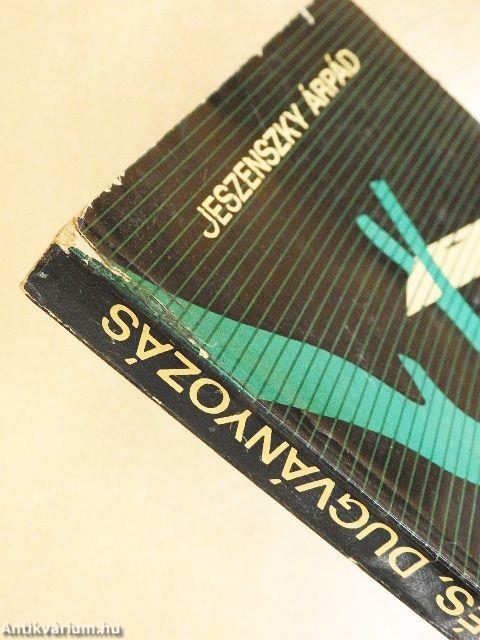 JESZENSZKY ÁRPÁD
ÉS, DUGVÁNYOZÁS
Antikvárium.hu